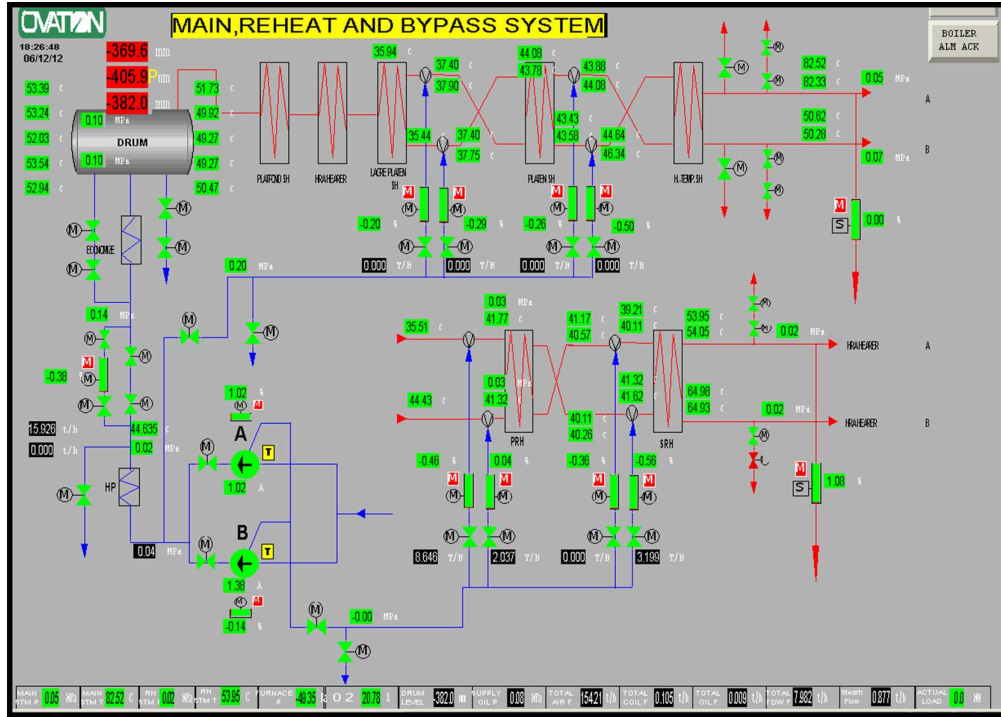 OVATION
MAIN,REHEAT AND BYPASS SYSTEM
BOILER
ALM ACK
18:26:48
06/12/12
-369.6 mm
-405.9 P mm
-382.0 mm
53.39 C
53.24 C
52.03 C
53.54 C
52.94 C
0.10 MPa
DRUM
0.10 MPa
51.73 C
49.92 C
49.27 C
49.27 C
50.47 C
PLATFOND SH
HRAHEARER
LAGRE PLATEN
SH
PLATEN SH
HI.-TEMP. SH
35.94 C
37.40 C
37.90 C
35.44 C
37.40 C
37.75 C
44.08 C
43.78 C
43.88 C
44.08 C
43.43 C
43.58 C
44.64 C
46.34 C
82.52 C
82.33 C
0.05 MPa
A
50.62 C
50.28 C
B
0.07 MPa
M
S
0.00 %
M M M M
-0.20 %
-0.29 %
-0.26 %
-0.50 %
0.000 T/H
0.000 T/H
0.000 T/H
0.000 T/H
ECONOMIZE
0.20 MPa
0.14 MPa
-0.38 %
15.926 t/h
0.000 t/h
44.635 C
0.02 MPa
HP
0.04 MPa
1.02 %
A
T
1.02 A
B
T
1.38 A
-0.14 %
-0.00 MPa
35.51 C
0.03 MPa
41.77 C
41.17 C
40.57 C
39.21 C
40.11 C
53.95 C
54.05 C
0.02 MPa
HRAHEARER A
44.43 C
0.03 MPa
41.32 C
40.11 C
40.26 C
41.32 C
41.62 C
64.98 C
64.93 C
0.02 MPa
HRAHEARER B
PRH
SRH
-0.46 %
0.04 %
-0.36 %
-0.56 %
M
S
1.08 %
8.646 T/H
2.037 T/H
0.000 T/H
3.199 T/H
MAIN STM P 0.05 MPa
MAIN STM T 82.52 C
RH STM P 0.02 MPa
RH STM T 53.95 C
FURNACE P -49.35
O2 20.78 %
DRUM LEVEL -382.0 mm
SUPPLY OIL P 0.08 MPa
TOTAL AIR F 154.21 t/h
TOTAL COIL F 0.105 t/h
TOTAL OIL F 0.009 t/h
TOTAL FDW F 7.982 t/h
Steam Flow 0.877 t/h
ACTUAL LOAD 0.0